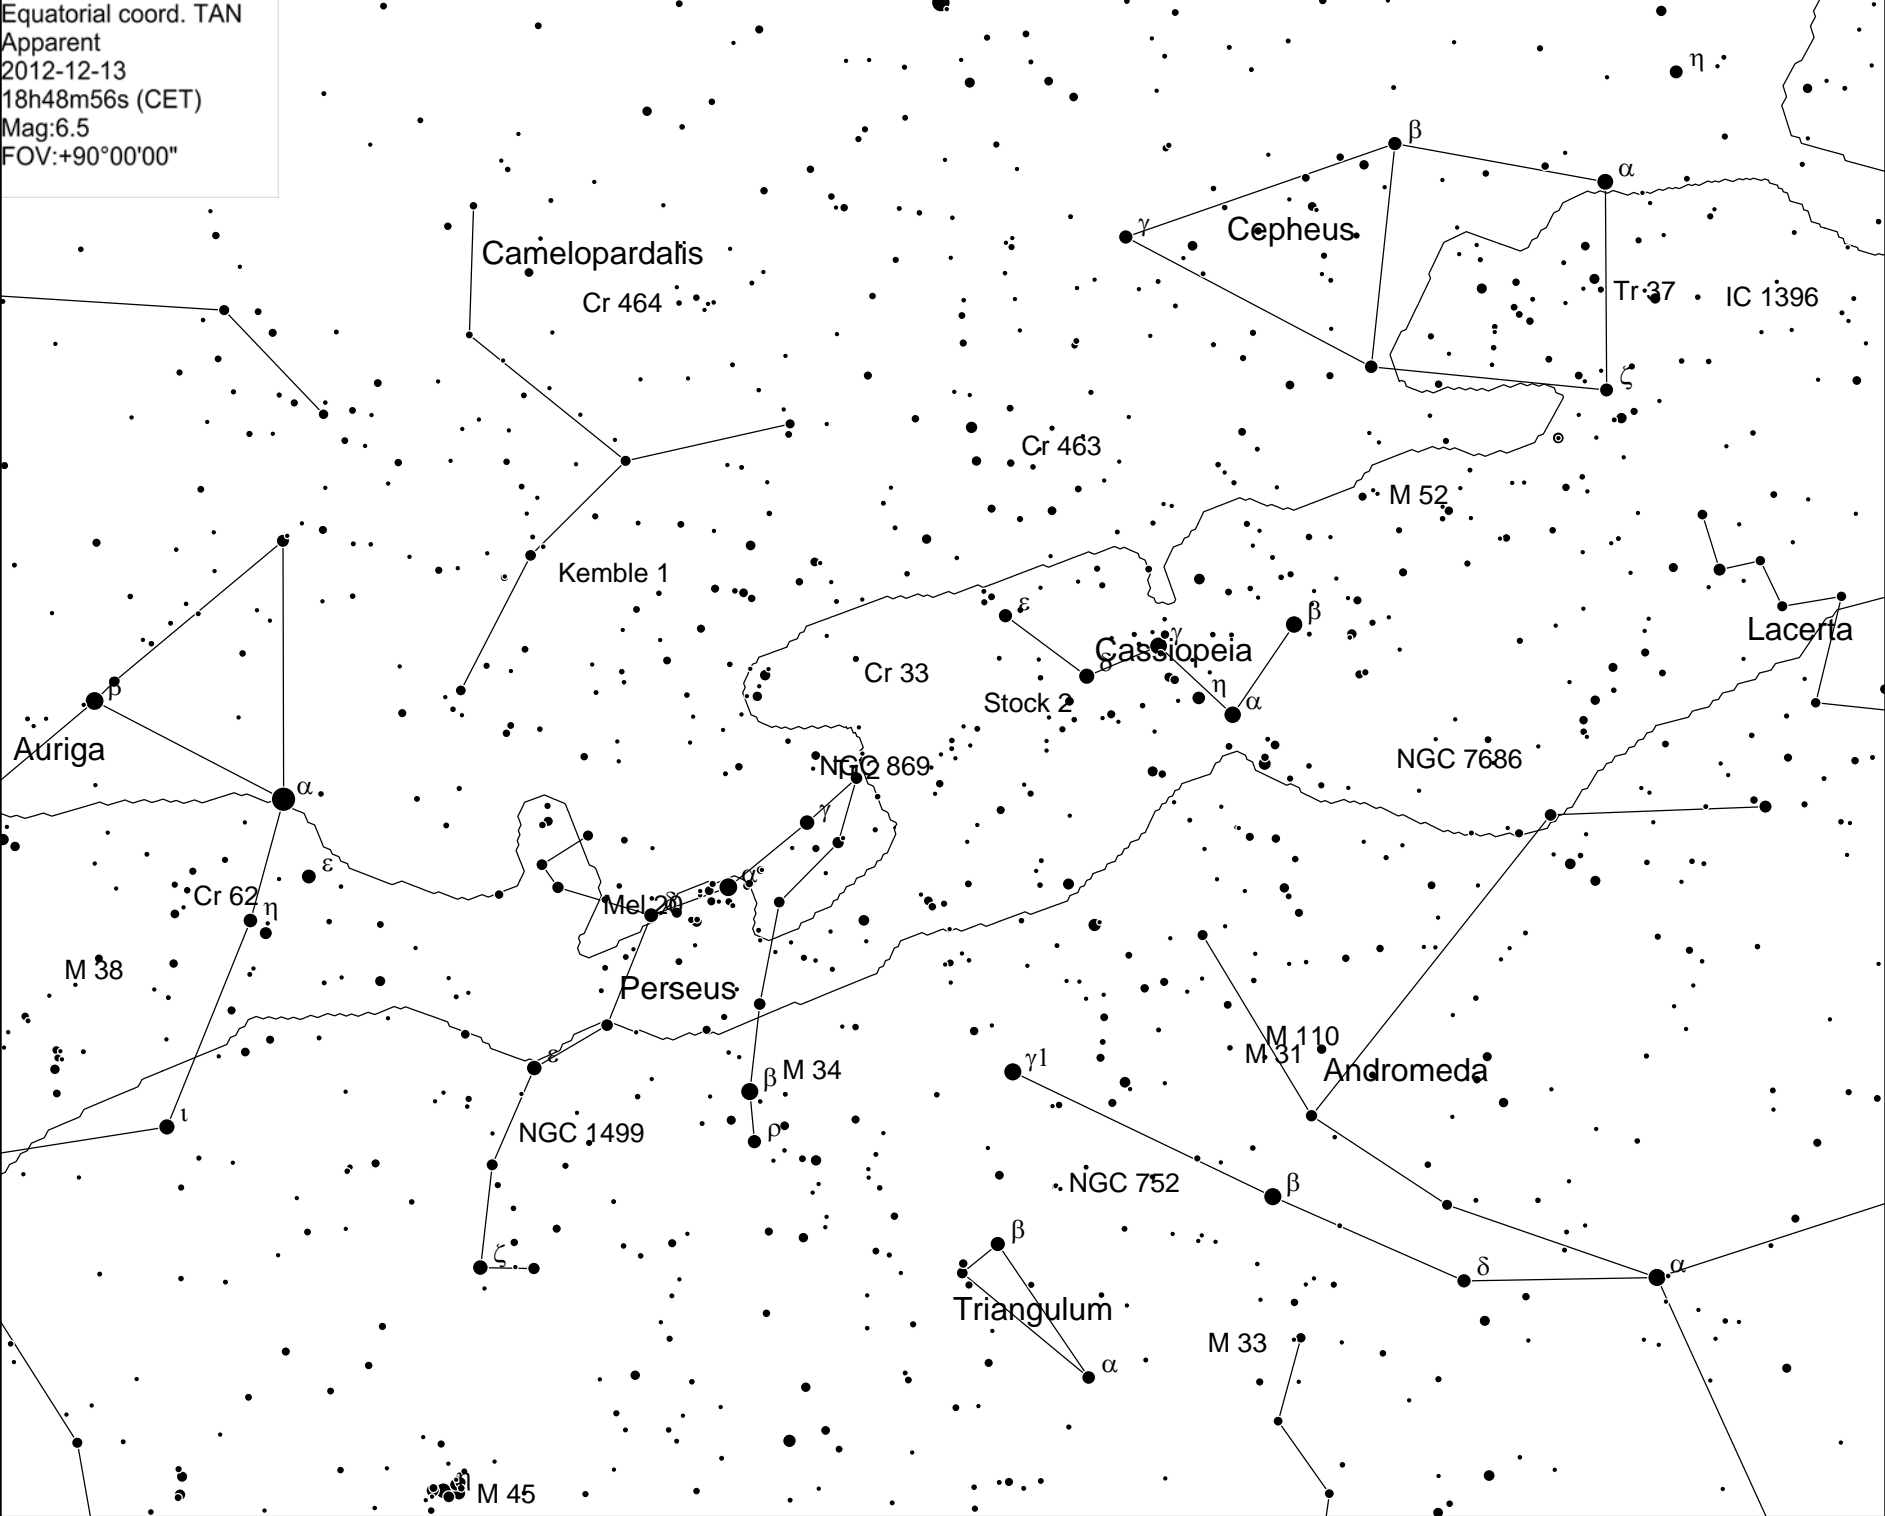 Equatorial coord. TAN
Apparent
2012-12-13
18h48m56s (CET)
Mag:6.5
FOV:+90°00'00"
η
β
α
γ
Cepheus
Camelopardalis
Cr 464
Tr 37
IC 1396
ζ
Cr 463
M 52
Kemble 1
ε
β
γ
Cassiopeia
δ
Lacerta
Cr 33
Stock 2
η
α
β
Auriga
NGC 869
Tr 2
NGC 7686
α
γ
ε
α
Cr 62
η
Mel 20
δ
M 38
Perseus
M 110
M 31
ε
γ1
Andromeda
β
M 34
ι
NGC 1499
ρ
NGC 752
β
β
ζ
δ
α
Triangulum
M 33
α
η
M 45